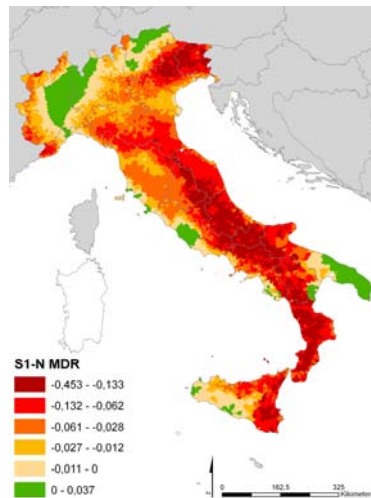 S1-N MDR
-0,453 - -0,133
-0,132 - -0,062
-0,061 - -0,028
-0,027 - -0,012
-0,011 - 0
0 - 0,037
0 162,5 325
Kilometers